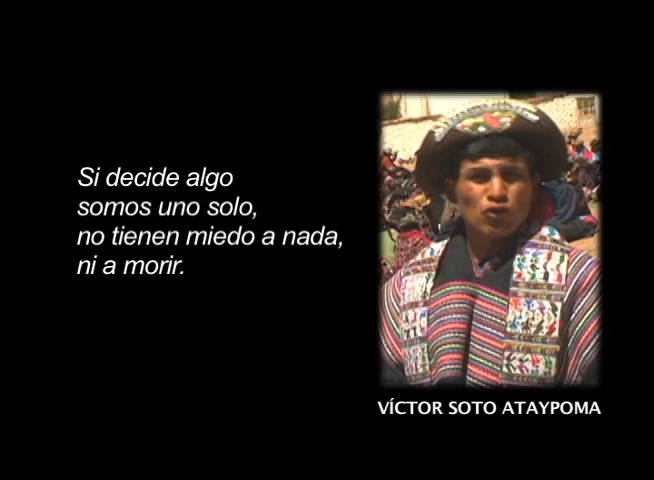 Si decide algo
somos uno solo,
no tienen miedo a nada,
ni a morir.
VÍCTOR SOTO ATAYPOMA